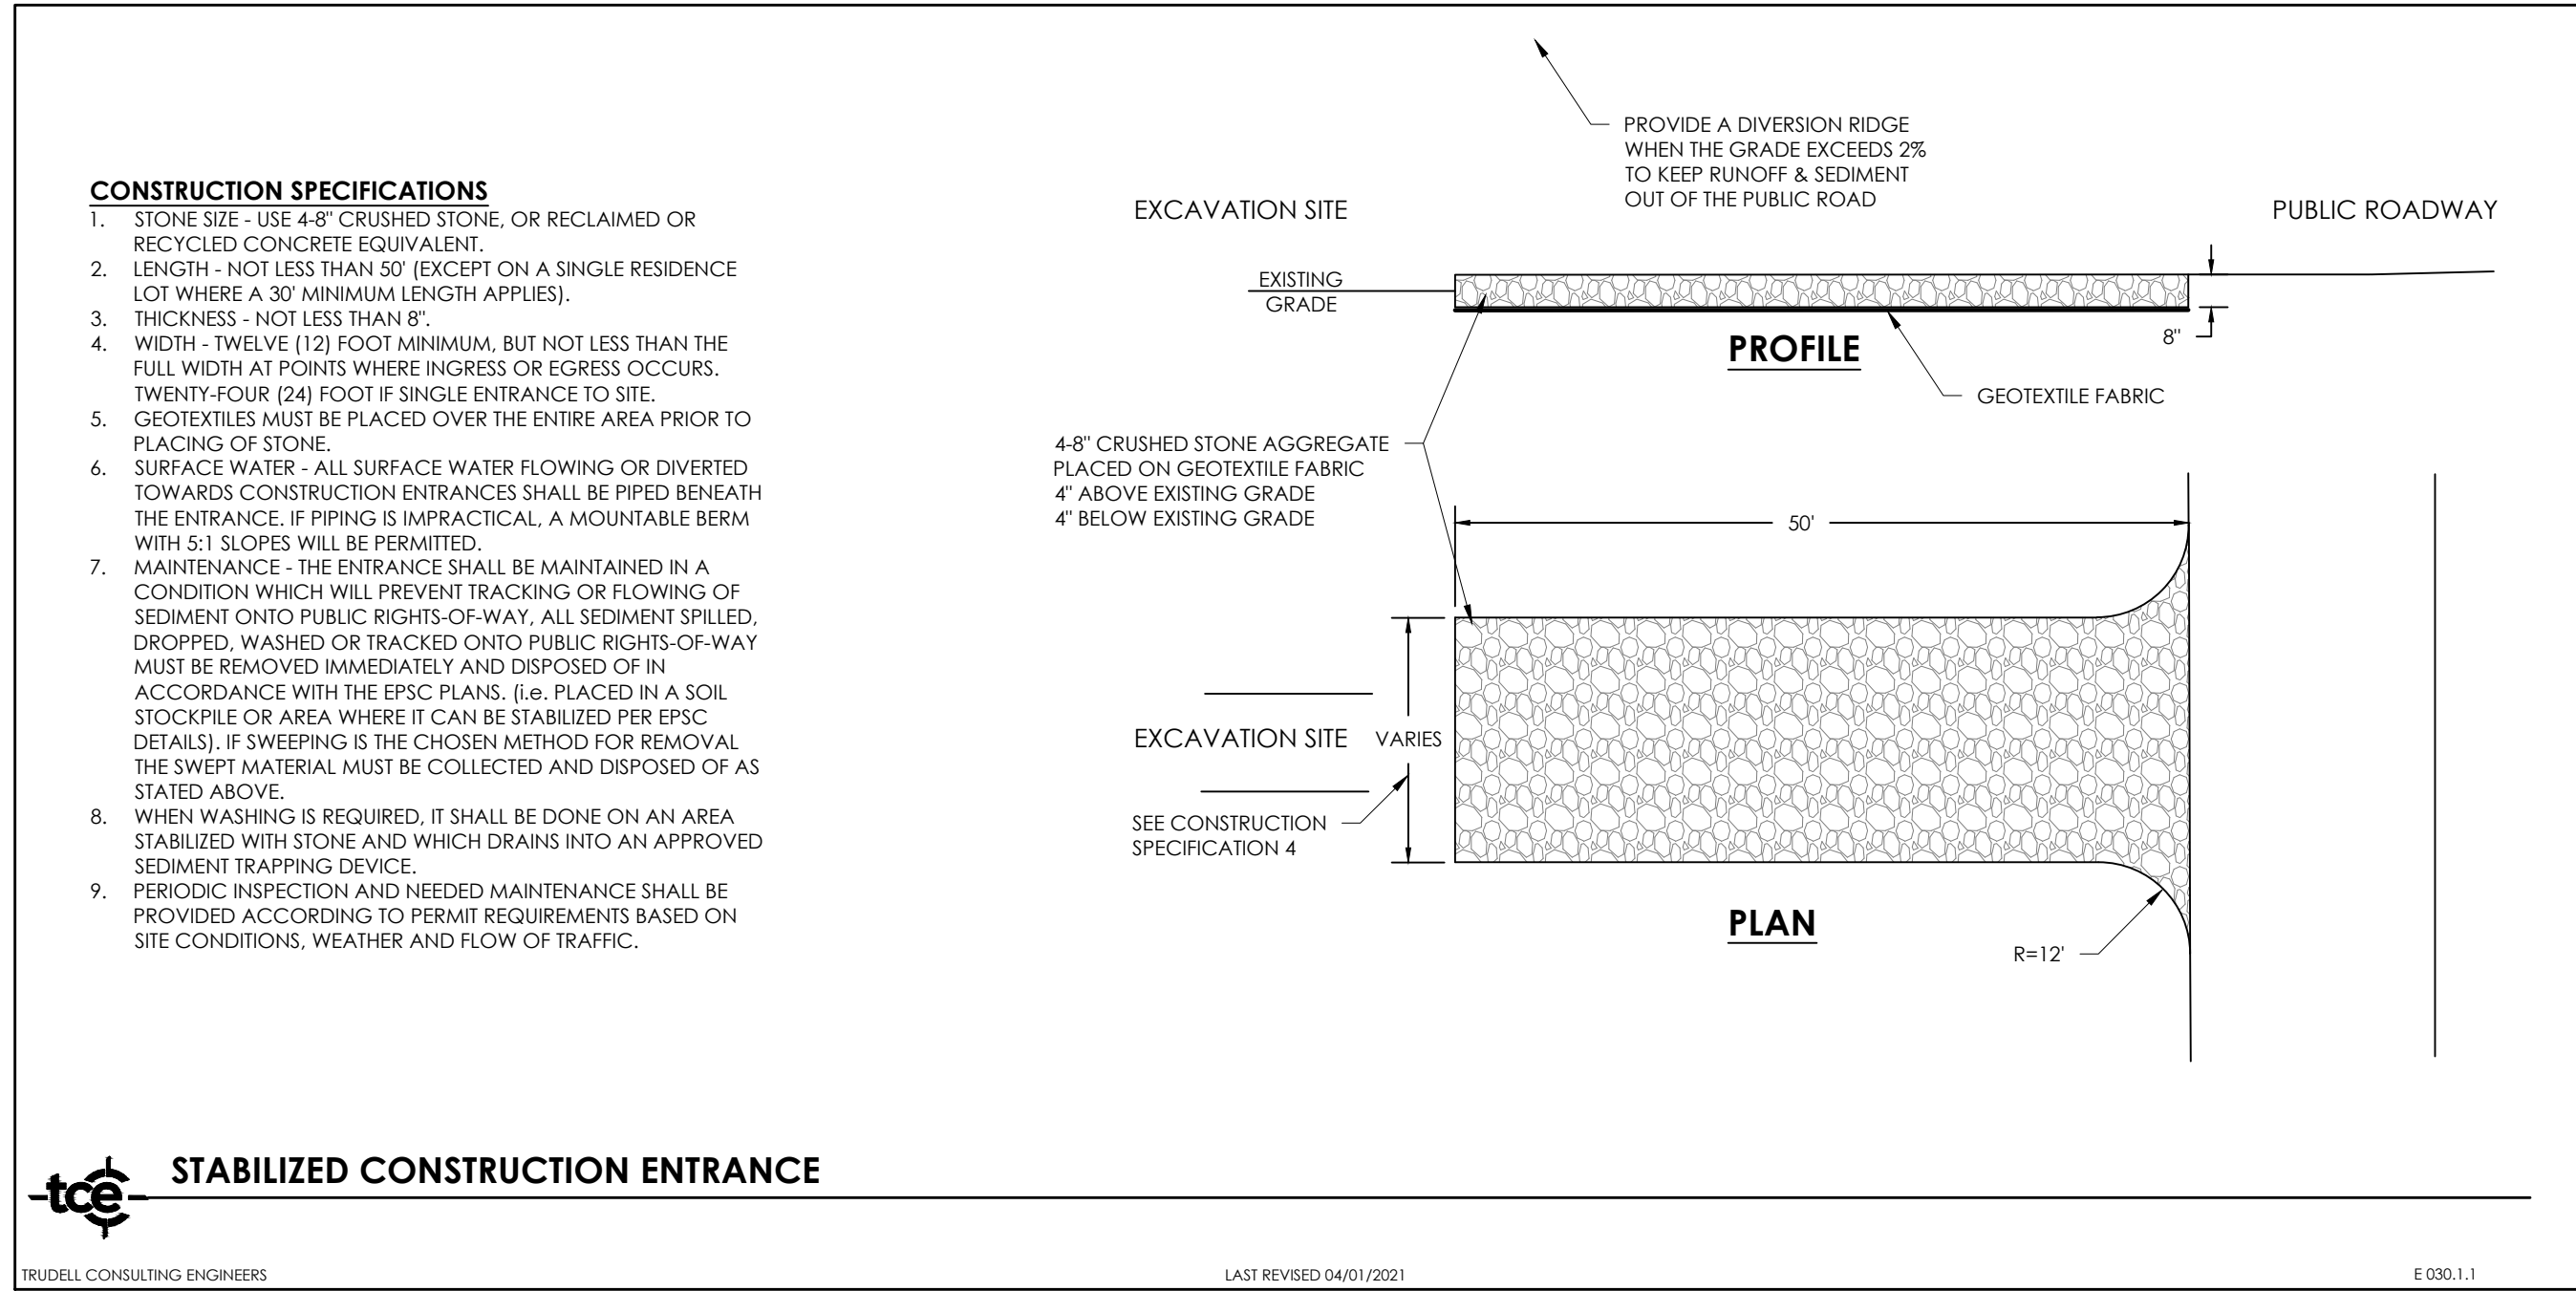 CONSTRUCTION SPECIFICATIONS
1. STONE SIZE - USE 4-8" CRUSHED STONE, OR RECLAIMED OR
RECYCLED CONCRETE EQUIVALENT.
2. LENGTH - NOT LESS THAN 50' (EXCEPT ON A SINGLE RESIDENCE
LOT WHERE A 30' MINIMUM LENGTH APPLIES).
3. THICKNESS - NOT LESS THAN 8".
4. WIDTH - TWELVE (12) FOOT MINIMUM, BUT NOT LESS THAN THE
FULL WIDTH AT POINTS WHERE INGRESS OR EGRESS OCCURS.
TWENTY-FOUR (24) FOOT IF SINGLE ENTRANCE TO SITE.
5. GEOTEXTILES MUST BE PLACED OVER THE ENTIRE AREA PRIOR TO
PLACING OF STONE.
6. SURFACE WATER - ALL SURFACE WATER FLOWING OR DIVERTED
TOWARDS CONSTRUCTION ENTRANCES SHALL BE PIPED BENEATH
THE ENTRANCE. IF PIPING IS IMPRACTICAL, A MOUNTABLE BERM
WITH 5:1 SLOPES WILL BE PERMITTED.
7. MAINTENANCE - THE ENTRANCE SHALL BE MAINTAINED IN A
CONDITION WHICH WILL PREVENT TRACKING OR FLOWING OF
SEDIMENT ONTO PUBLIC RIGHTS-OF-WAY, ALL SEDIMENT SPILLED,
DROPPED, WASHED OR TRACKED ONTO PUBLIC RIGHTS-OF-WAY
MUST BE REMOVED IMMEDIATELY AND DISPOSED OF IN
ACCORDANCE WITH THE EPSC PLANS. (i.e. PLACED IN A SOIL
STOCKPILE OR AREA WHERE IT CAN BE STABILIZED PER EPSC
DETAILS). IF SWEEPING IS THE CHOSEN METHOD FOR REMOVAL
THE SWEPT MATERIAL MUST BE COLLECTED AND DISPOSED OF AS
STATED ABOVE.
8. WHEN WASHING IS REQUIRED, IT SHALL BE DONE ON AN AREA
STABILIZED WITH STONE AND WHICH DRAINS INTO AN APPROVED
SEDIMENT TRAPPING DEVICE.
9. PERIODIC INSPECTION AND NEEDED MAINTENANCE SHALL BE
PROVIDED ACCORDING TO PERMIT REQUIREMENTS BASED ON
SITE CONDITIONS, WEATHER AND FLOW OF TRAFFIC.
PROVIDE A DIVERSION RIDGE
WHEN THE GRADE EXCEEDS 2%
TO KEEP RUNOFF & SEDIMENT
OUT OF THE PUBLIC ROAD
EXCAVATION SITE
PUBLIC ROADWAY
EXISTING
GRADE
8"
PROFILE
GEOTEXTILE FABRIC
4-8" CRUSHED STONE AGGREGATE
PLACED ON GEOTEXTILE FABRIC
4" ABOVE EXISTING GRADE
4" BELOW EXISTING GRADE
50'
EXCAVATION SITE
VARIES
SEE CONSTRUCTION
SPECIFICATION 4
PLAN
R=12'
tce
STABILIZED CONSTRUCTION ENTRANCE
TRUDELL CONSULTING ENGINEERS
LAST REVISED 04/01/2021
E 030.1.1